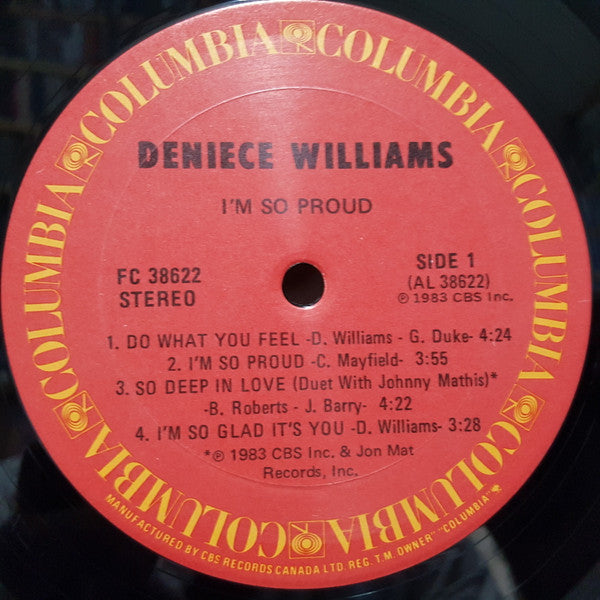 COLUMBIA COLUMBIA COLUMBIA COLUMBIA COLUMBIA COLUMBIA COLUMBIA COLUMBIA
DENIECE WILLIAMS
I'M SO PROUD
FC 38622
STEREO
SIDE 1
(AL 38622)
℗ 1983 CBS Inc.
1. DO WHAT YOU FEEL -D. Williams - G. Duke- 4:24
2. I'M SO PROUD -C. Mayfield- 3:55
3. SO DEEP IN LOVE (Duet With Johnny Mathis)*
-B. Roberts - J. Barry- 4:22
4. I'M SO GLAD IT'S YOU -D. Williams- 3:28
*℗ 1983 CBS Inc. & Jon Mat
Records, Inc.
MANUFACTURED BY CBS RECORDS CANADA LTD. REG. T.M. OWNER "COLUMBIA"